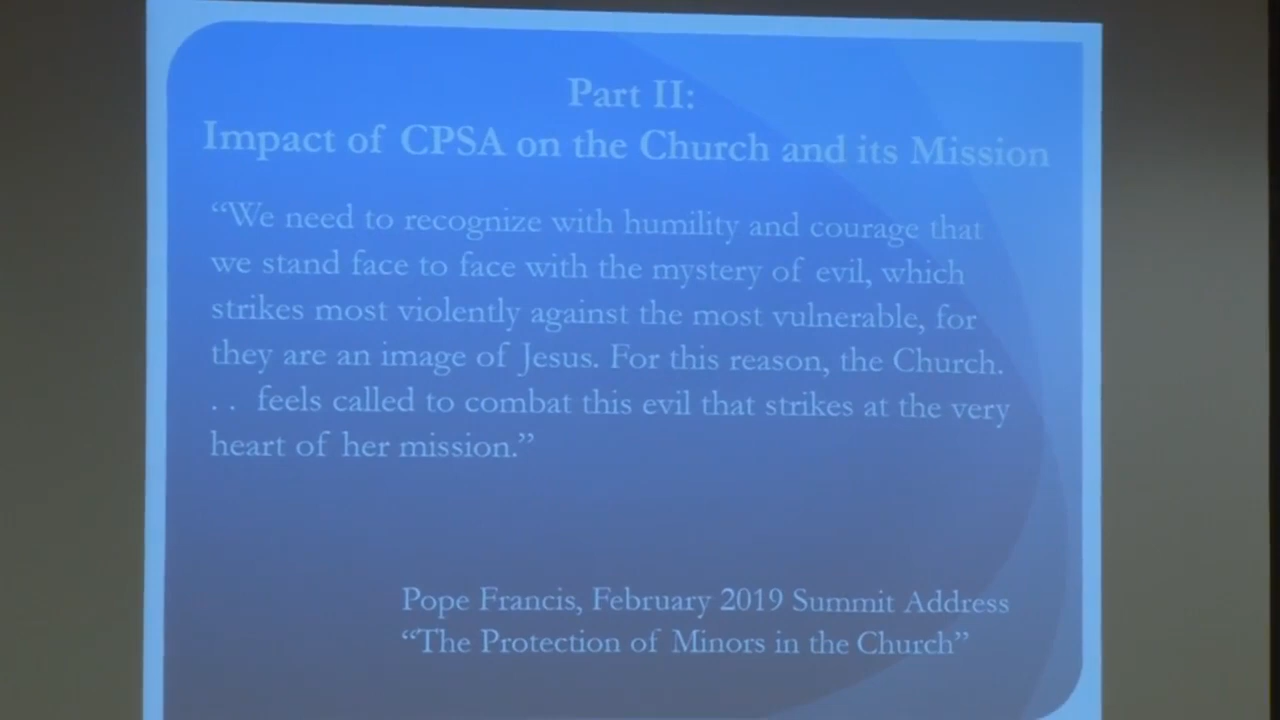 Part II:
Impact of CPSA on the Church and its Mission
“We need to recognize with humility and courage that
we stand face to face with the mystery of evil, which
strikes most violently against the most vulnerable, for
they are an image of Jesus. For this reason, the Church.
. . feels called to combat this evil that strikes at the very
heart of her mission.”
Pope Francis, February 2019 Summit Address
“The Protection of Minors in the Church”